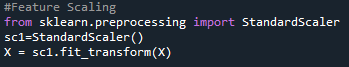 #Feature Scaling
from sklearn.preprocessing import StandardScaler
sc1=StandardScaler()
X = sc1.fit_transform(X)